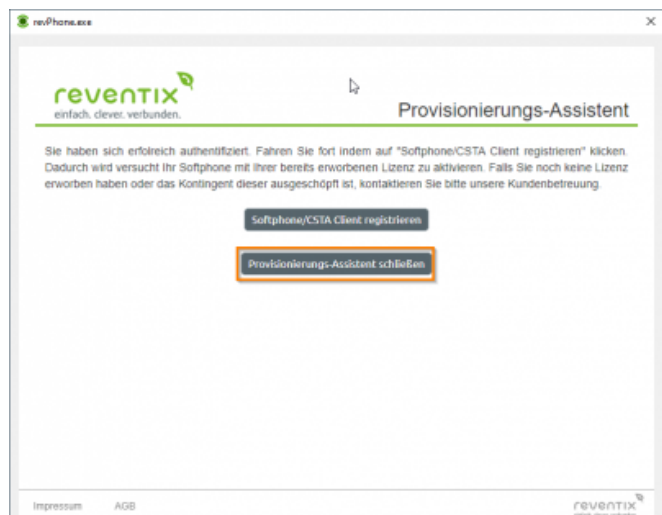 revPhone.exe
reventix
einfach. clever. verbunden.
Provisionierungs-Assistent
Sie haben sich erfolreich authentifiziert. Fahren Sie fort indem auf "Softphone/CSTA Client registrieren" klicken.
Dadurch wird versucht Ihr Softphone mit Ihrer bereits erworbenen Lizenz zu aktivieren. Falls Sie noch keine Lizenz
erworben haben oder das Kontingent dieser ausgeschöpft ist, kontaktieren Sie bitte unsere Kundenbetreuung.
Softphone/CSTA Client registrieren
Provisionierungs-Assistent schließen
Impressum AGB
reventix